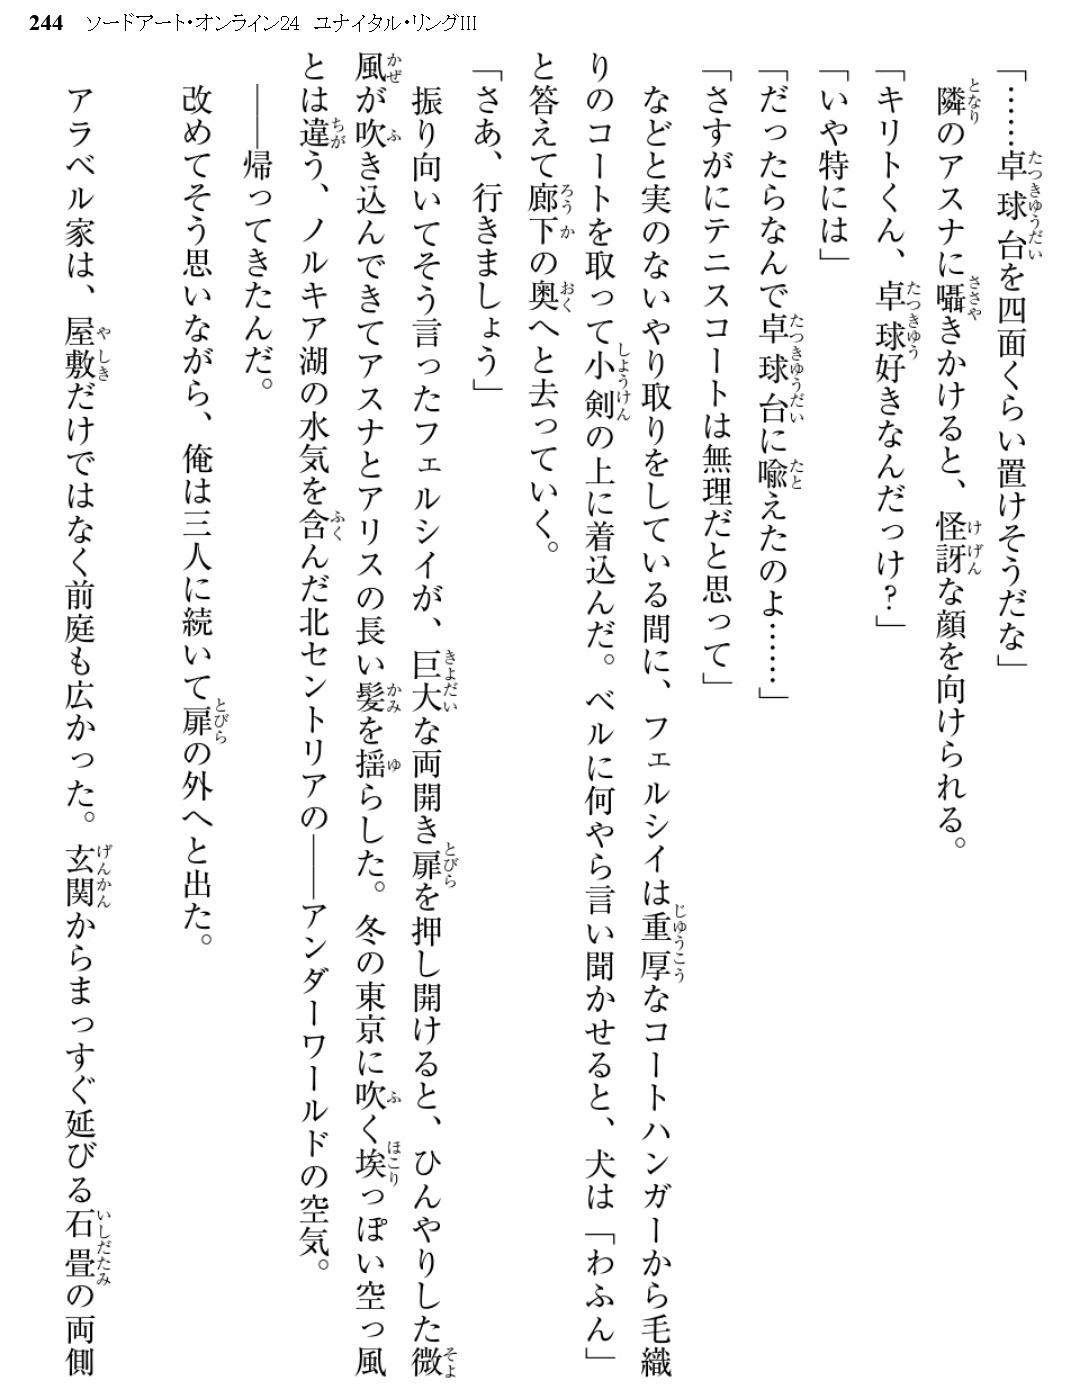 244 ソードアート・オンライン24 ユナイタル・リングIII
「……卓球台を四面くらい置けそうだな」
隣のアスナに囁きかけると、怪訝な顔を向けられる。
「キリトくん、卓球好きなんだっけ?」
「いや特には」
「だったらなんで卓球台に喩えたのよ……」
「さすがにテニスコートは無理だと思って」
などと実のないやり取りをしている間に、フェルシイは重厚なコートハンガーから毛織
りのコートを取って小剣の上に着込んだ。ベルに何やら言い聞かせると、犬は「わふん」
と答えて廊下の奥へと去っていく。
「さあ、行きましょう」
振り向いてそう言ったフェルシイが、巨大な両開き扉を押し開けると、ひんやりした微
風が吹き込んできてアスナとアリスの長い髪を揺らした。冬の東京に吹く埃っぽい空っ風
とは違う、ノルキア湖の水気を含んだ北セントリアの――アンダーワールドの空気。
――帰ってきたんだ。
改めてそう思いながら、俺は三人に続いて扉の外へと出た。
アラベル家は、屋敷だけではなく前庭も広かった。玄関からまっすぐ延びる石畳の両側